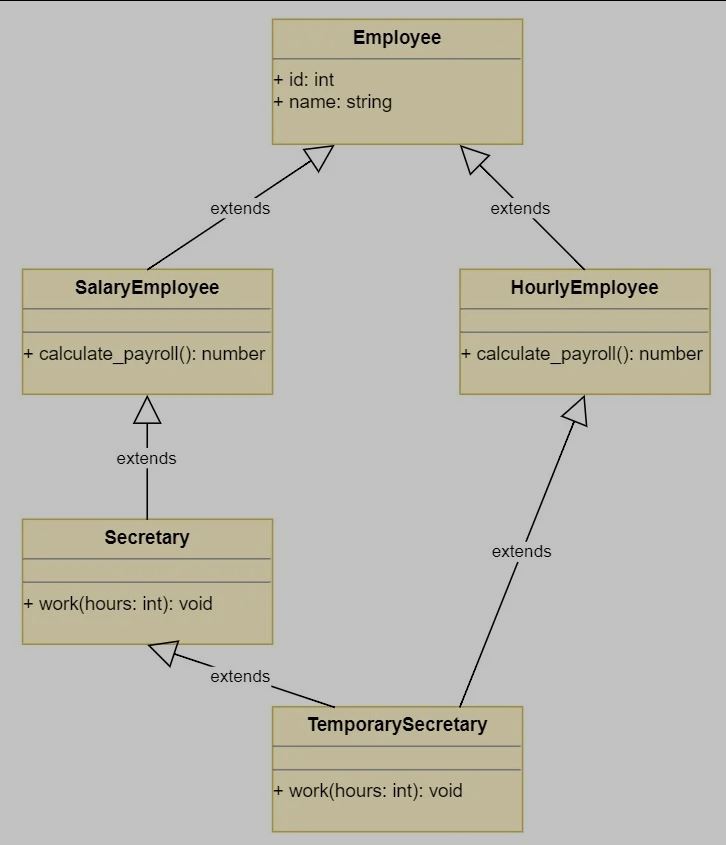 Employee
+ id: int
+ name: string
extends
extends
SalaryEmployee
HourlyEmployee
+ calculate_payroll(): number
+ calculate_payroll(): number
extends
Secretary
extends
+ work(hours: int): void
extends
TemporarySecretary
+ work(hours: int): void